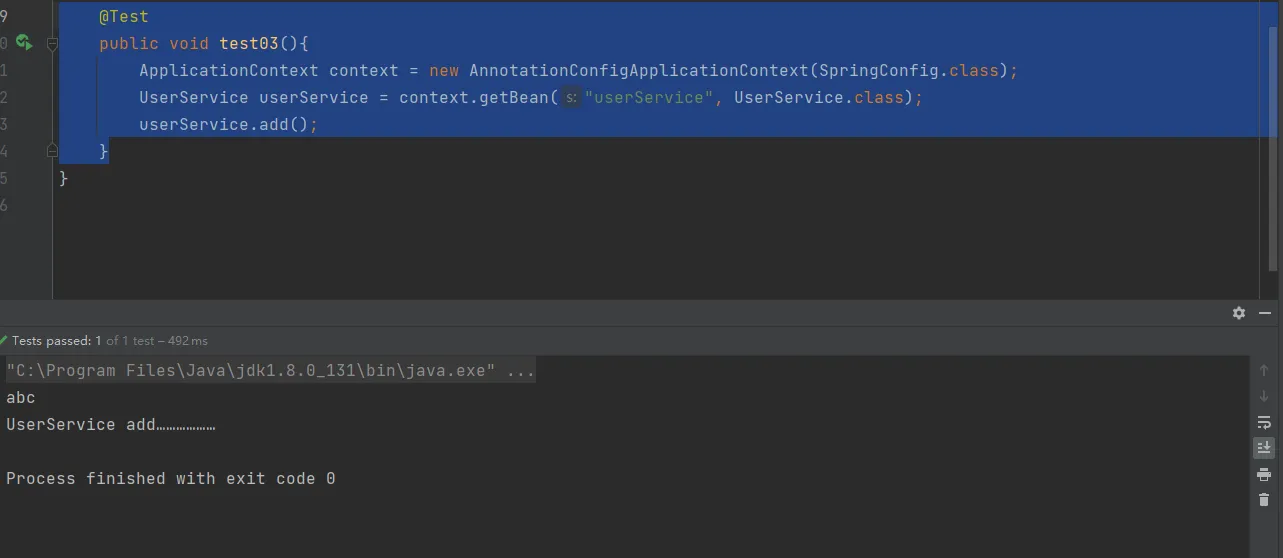 9 @Test
0 public void test03(){
1 ApplicationContext context = new AnnotationConfigApplicationContext(SpringConfig.class);
2 UserService userService = context.getBean( s: "userService", UserService.class);
3 userService.add();
4 }
5 }
6
Tests passed: 1 of 1 test – 492 ms
"C:\Program Files\Java\jdk1.8.0_131\bin\java.exe" ...
abc
UserService add………………
Process finished with exit code 0